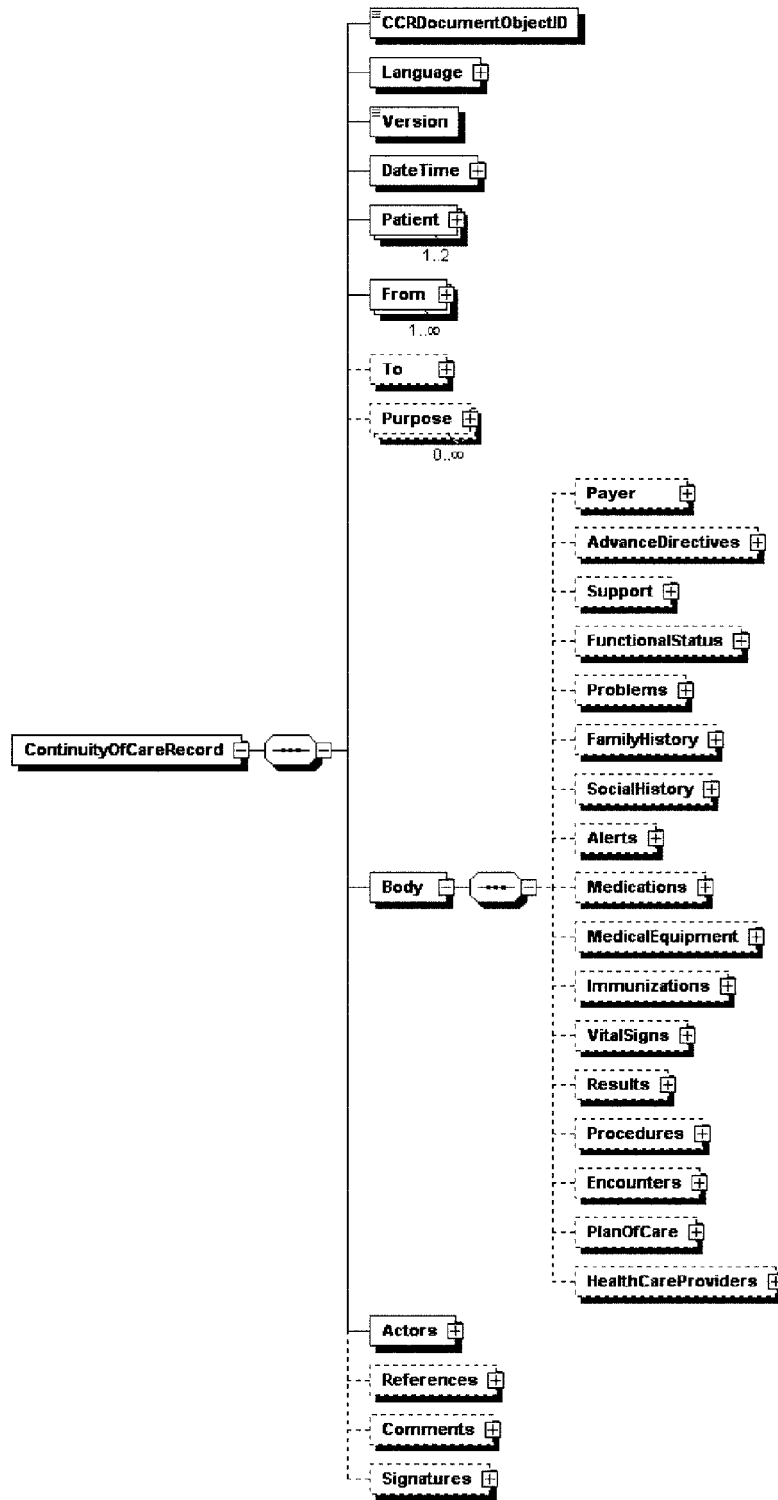 CCRDocumentObjectID
Language
Version
DateTime
Patient
1..2
From
1..∞
To
Purpose
0..∞
Payer
AdvanceDirectives
Support
FunctionalStatus
Problems
FamilyHistory
ContinuityOfCareRecord
SocialHistory
Alerts
Body
Medications
MedicalEquipment
Immunizations
VitalSigns
Results
Procedures
Encounters
PlanOfCare
HealthCareProviders
Actors
References
Comments
Signatures